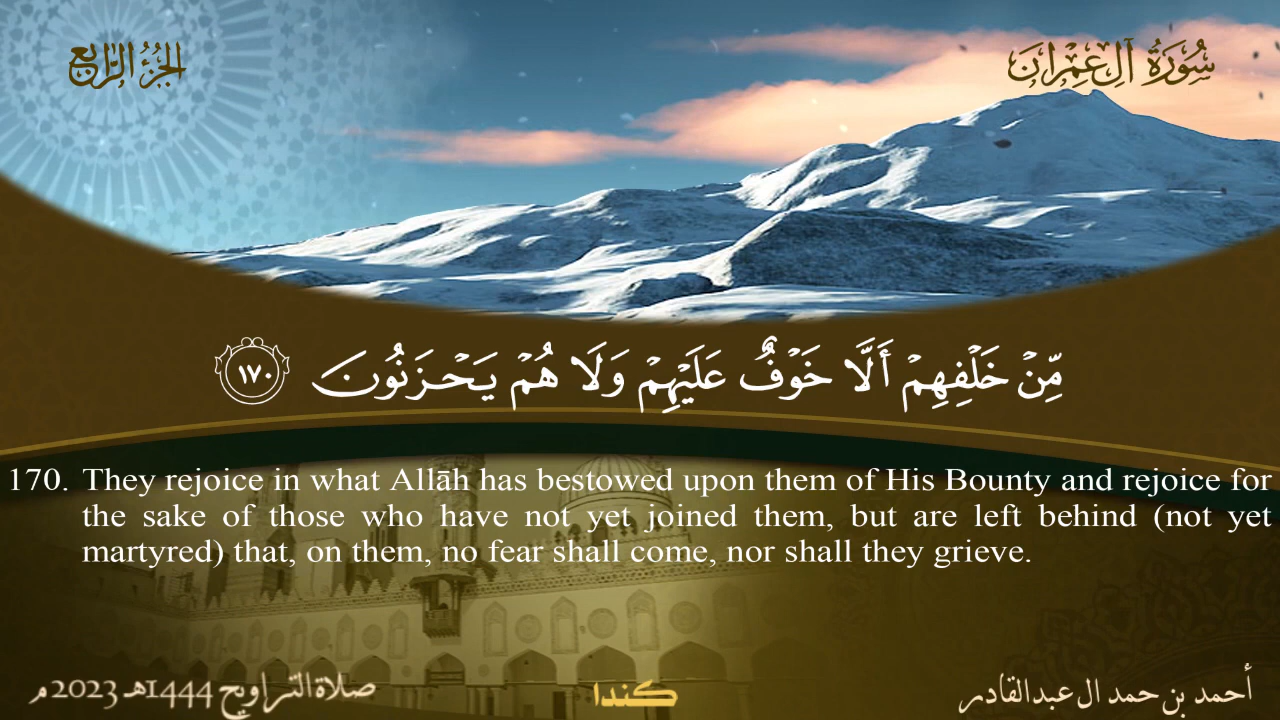 سُورَةُ آلِ عِمْرَانَ
الجُزْءُ الرَّابِعُ
مِّنْ خَلْفِهِمْ أَلَّا خَوْفٌ عَلَيْهِمْ وَلَا هُمْ يَحْزَنُونَ ١٧٠
170. They rejoice in what Allāh has bestowed upon them of His Bounty and rejoice for
the sake of those who have not yet joined them, but are left behind (not yet
martyred) that, on them, no fear shall come, nor shall they grieve.
أحمد بن حمد ال عبدالقادر
كندا
صلاة التراويح 1444هـ 2023م